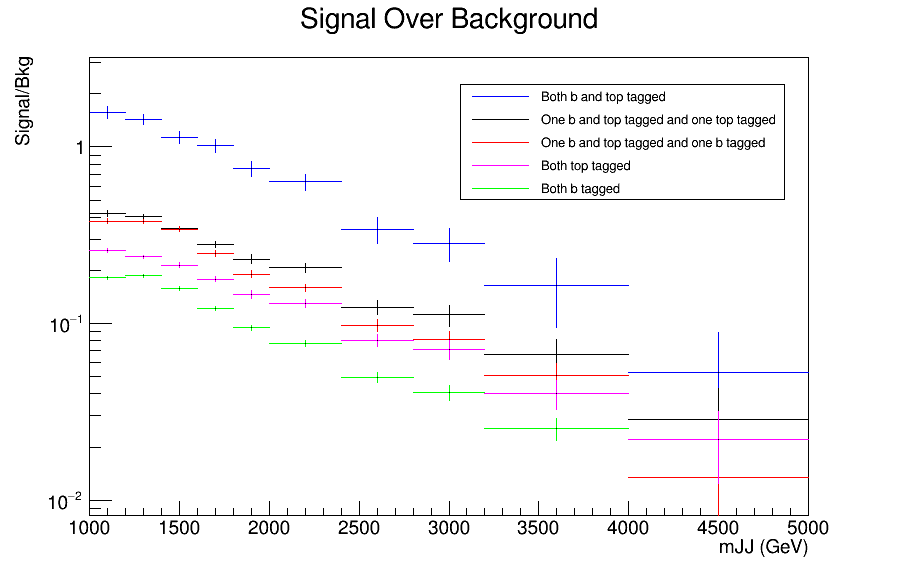 Signal Over Background
Signal/Bkg
Both b and top tagged
One b and top tagged and one top tagged
One b and top tagged and one b tagged
Both top tagged
Both b tagged
1
10⁻¹
10⁻²
1000 1500 2000 2500 3000 3500 4000 4500 5000
mJJ (GeV)